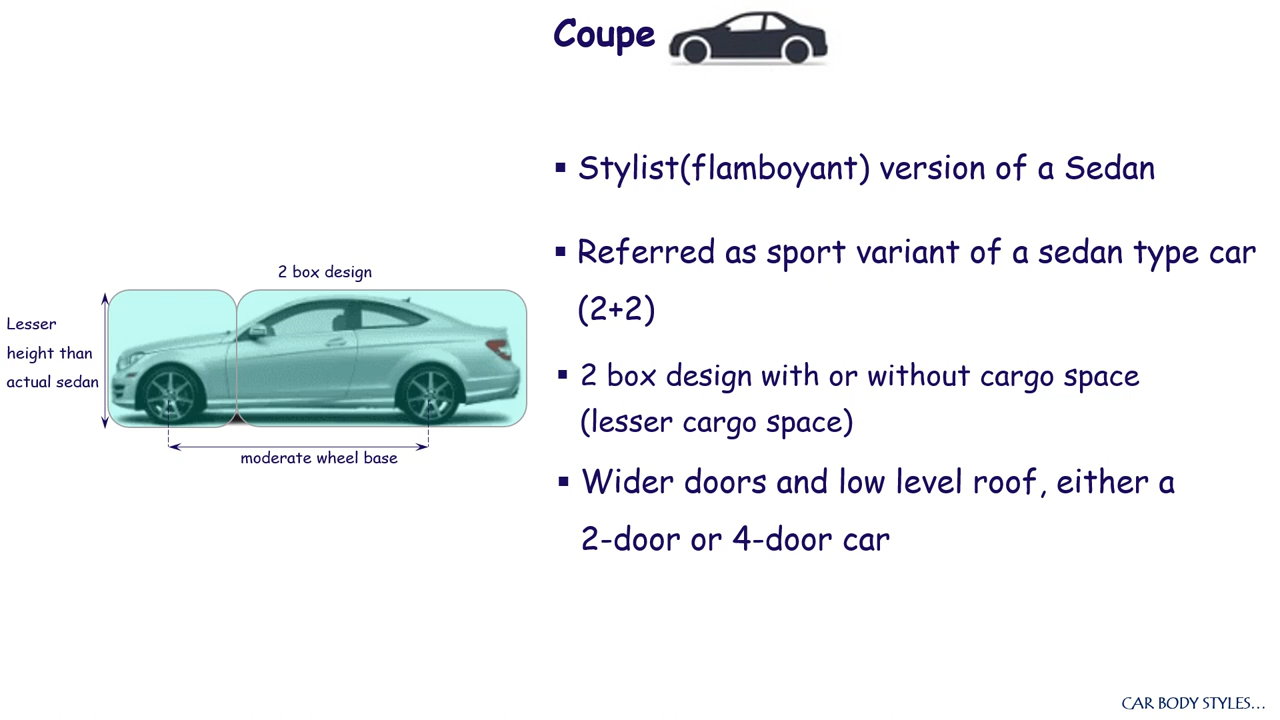 Coupe
▪ Stylist(flamboyant) version of a Sedan
▪ Referred as sport variant of a sedan type car
(2+2)
▪ 2 box design with or without cargo space
(lesser cargo space)
▪ Wider doors and low level roof, either a
2-door or 4-door car
2 box design
Lesser
height than
actual sedan
moderate wheel base
CAR BODY STYLES...